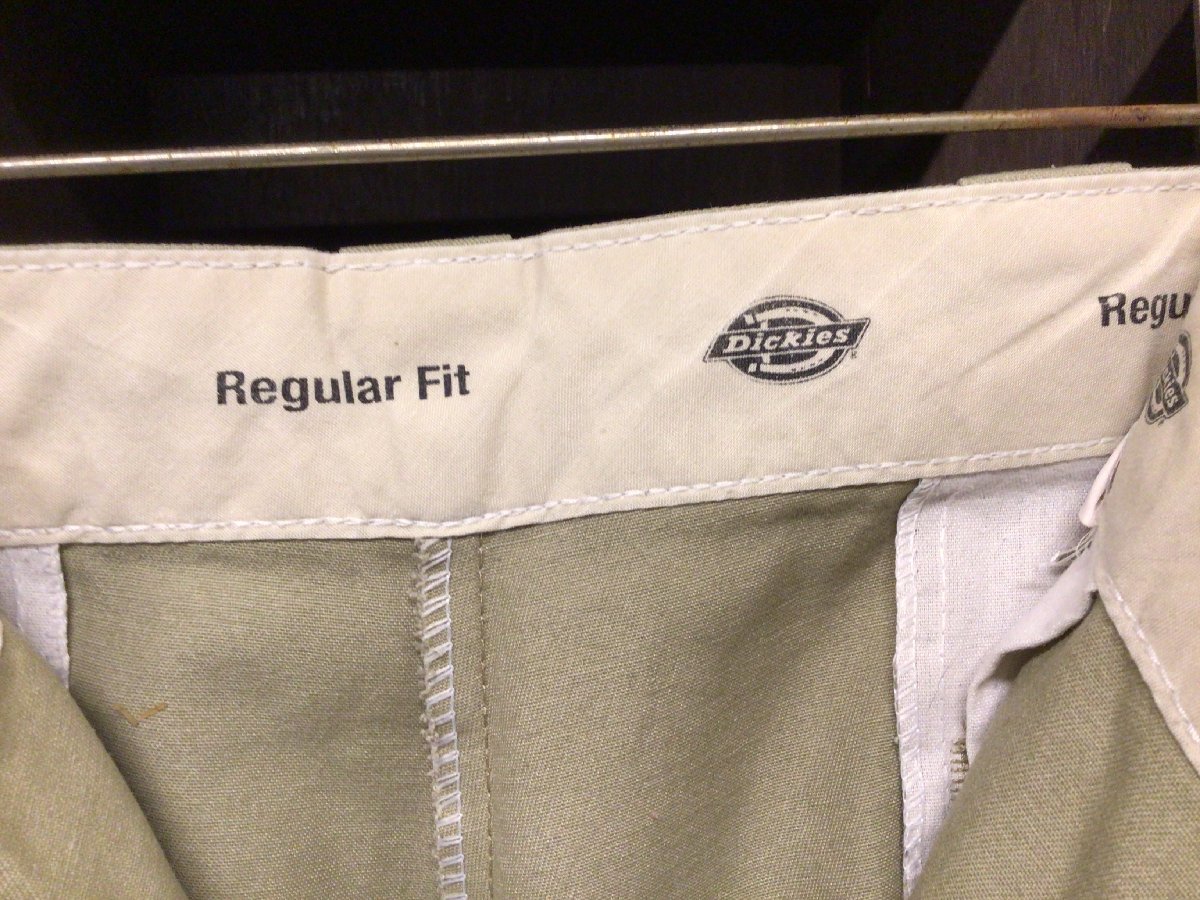 Regular Fit
Dickies
Regu